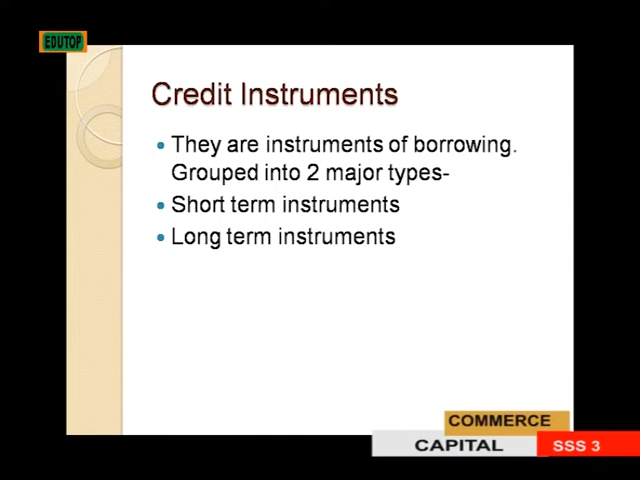 EDUTOP
Credit Instruments
• They are instruments of borrowing.
Grouped into 2 major types-
• Short term instruments
• Long term instruments
COMMERCE
CAPITAL
SSS 3